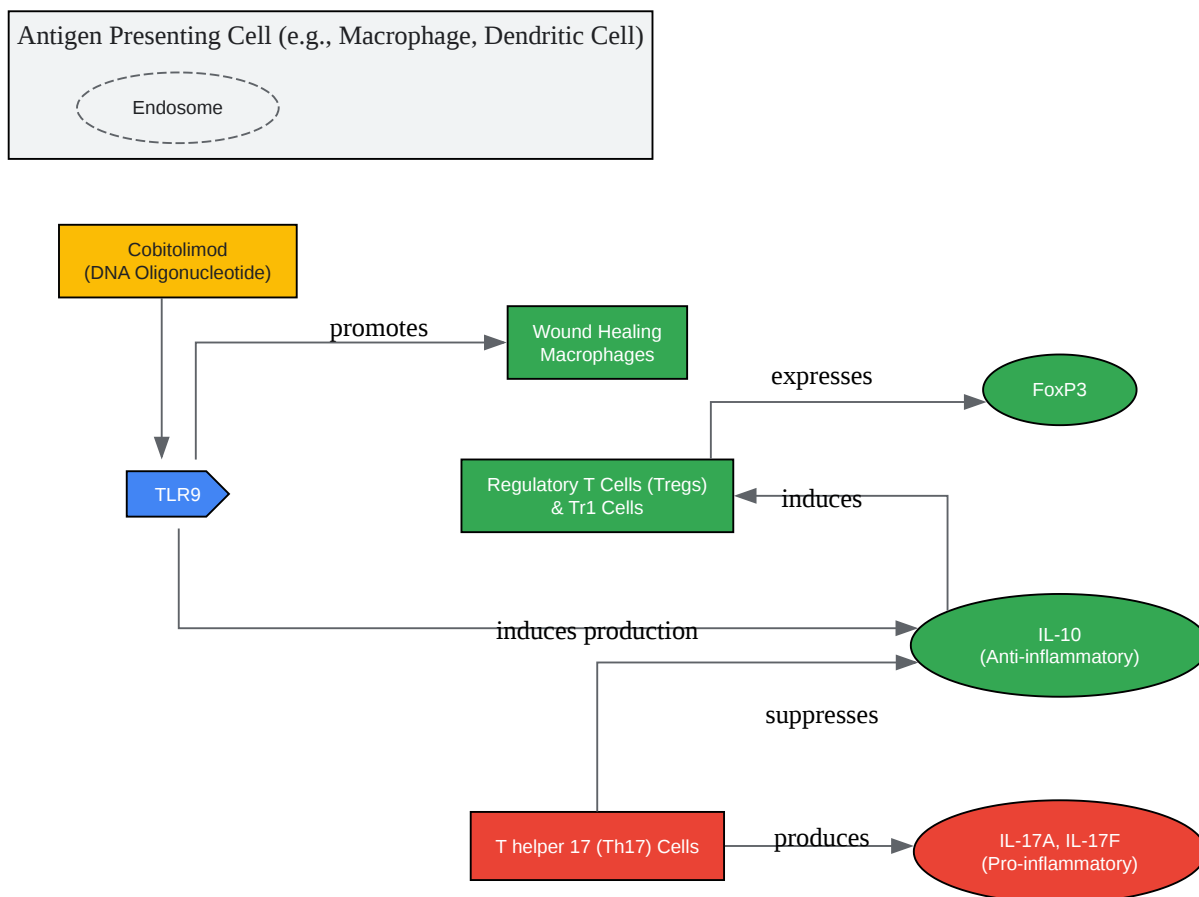 Antigen Presenting Cell (e.g., Macrophage, Dendritic Cell)
Endosome
Cobitolimod
(DNA Oligonucleotide)
promotes
Wound Healing
Macrophages
expresses
FoxP3
TLR9
Regulatory T Cells (Tregs)
& Tr1 Cells
induces
induces production
IL-10
(Anti-inflammatory)
suppresses
T helper 17 (Th17) Cells
produces
IL-17A, IL-17F
(Pro-inflammatory)